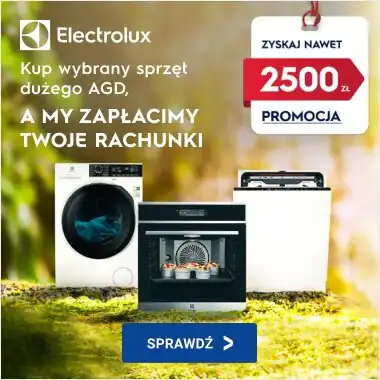 Electrolux
Kup wybrany sprzęt
dużego AGD,
A MY ZAPŁACIMY
TWOJE RACHUNKI
ZYSKAJ NAWET
2500 ZŁ
PROMOCJA
SPRAWDŹ >